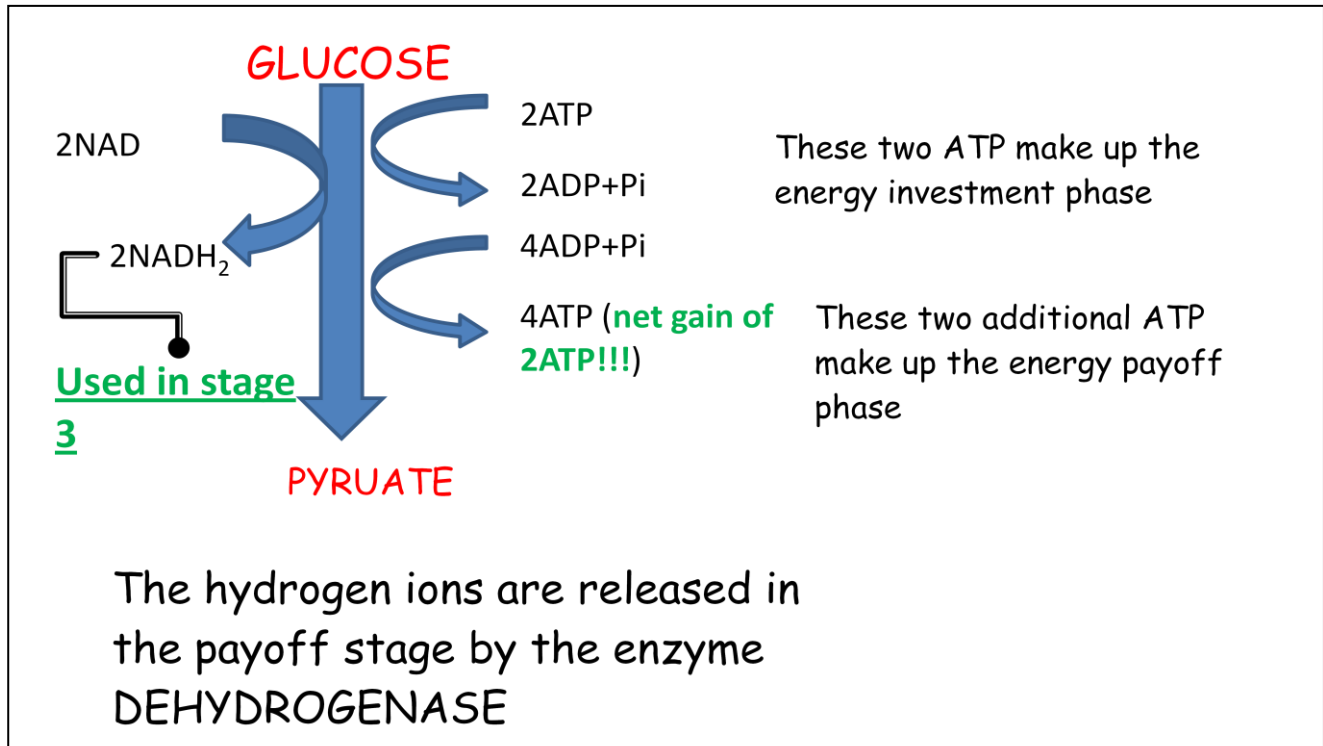 GLUCOSE
2NAD
2NADH₂
Used in stage
3
2ATP
2ADP+Pi
4ADP+Pi
4ATP (net gain of
2ATP!!!)
These two ATP make up the
energy investment phase
These two additional ATP
make up the energy payoff
phase
PYRUATE
The hydrogen ions are released in
the payoff stage by the enzyme
DEHYDROGENASE